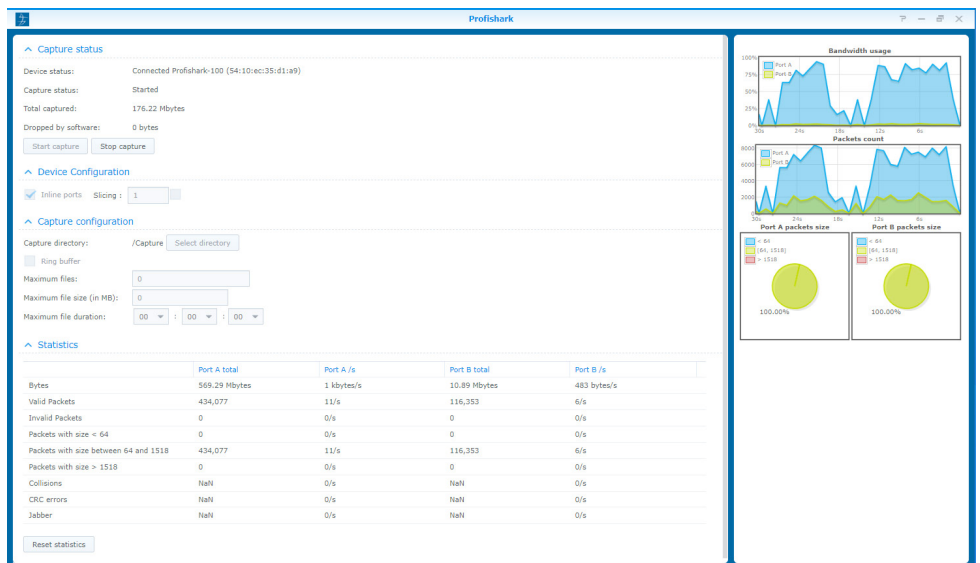 Profishark
Capture status
Device status: Connected Profishark-100 (54:10:ec:35:d1:a9)
Capture status: Started
Total captured: 176.22 Mbytes
Dropped by software: 0 bytes
Start capture Stop capture
Device Configuration
Inline ports Slicing : 1
Capture configuration
Capture directory: /Capture Select directory
Ring buffer
Maximum files: 0
Maximum file size (in MB): 0
Maximum file duration: 00 : 00 : 00
Statistics
Port A total Port A /s Port B total Port B /s
Bytes 569.29 Mbytes 1 kbytes/s 10.89 Mbytes 483 bytes/s
Valid Packets 434,077 11/s 116,353 6/s
Invalid Packets 0 0/s 0 0/s
Packets with size < 64 0 0/s 0 0/s
Packets with size between 64 and 1518 434,077 11/s 116,353 6/s
Packets with size > 1518 0 0/s 0 0/s
Collisions NaN 0/s NaN 0/s
CRC errors NaN 0/s NaN 0/s
Jabber NaN 0/s NaN 0/s
Reset statistics
Bandwidth usage
100%
75%
50%
25%
0%
Port A
Port B
30s 24s 18s 12s 6s
Packets count
8000
6000
4000
2000
0
Port A
Port B
30s 24s 18s 12s 6s
Port A packets size
< 64
[64, 1518]
> 1518
100.00%
Port B packets size
< 64
[64, 1518]
> 1518
100.00%